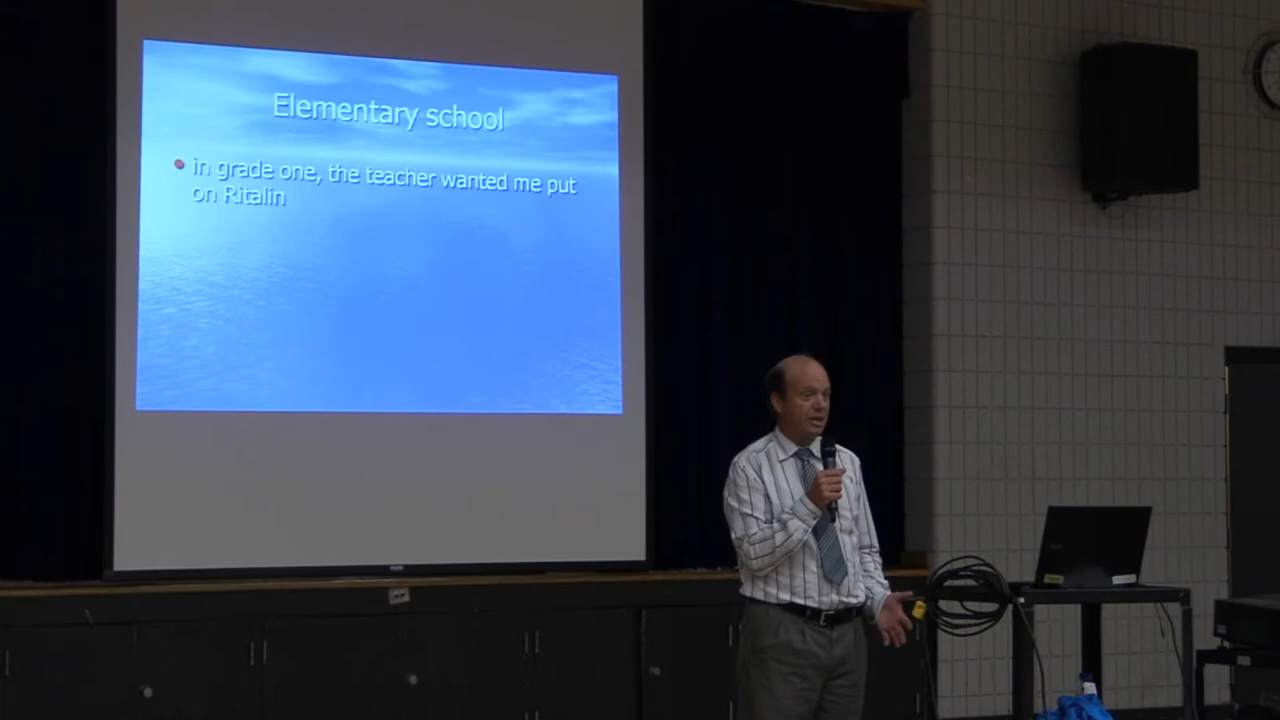 Elementary school
in grade one, the teacher wanted me put
on Ritalin